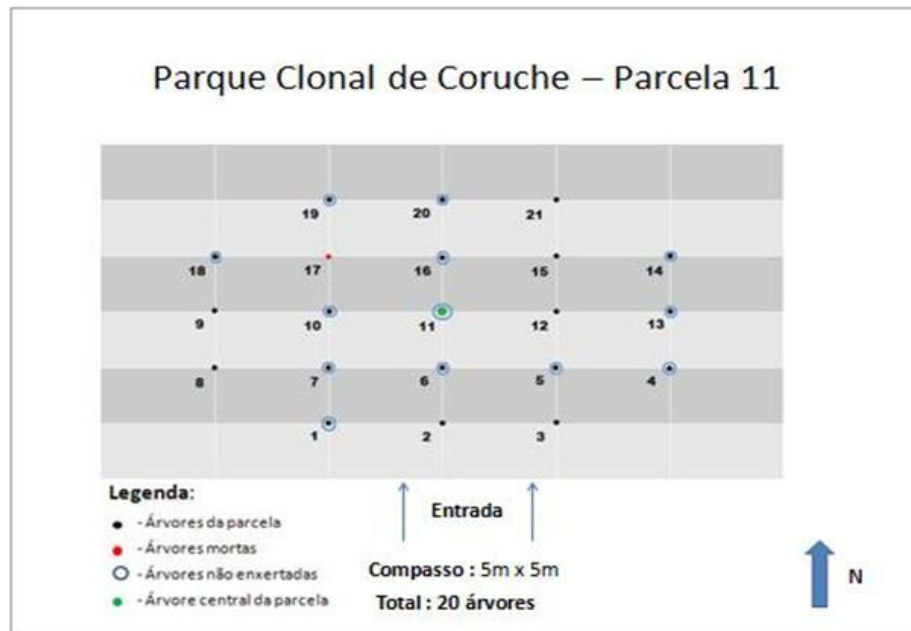 Parque Clonal de Coruche – Parcela 11
19 20 21
18 17 16 15 14
9 10 11 12 13
8 7 6 5 4
1 2 3
Legenda:
- Árvores da parcela
- Árvores mortas
- Árvores não enxertadas
- Árvore central da parcela
Entrada
Compasso : 5m x 5m
Total : 20 árvores
N